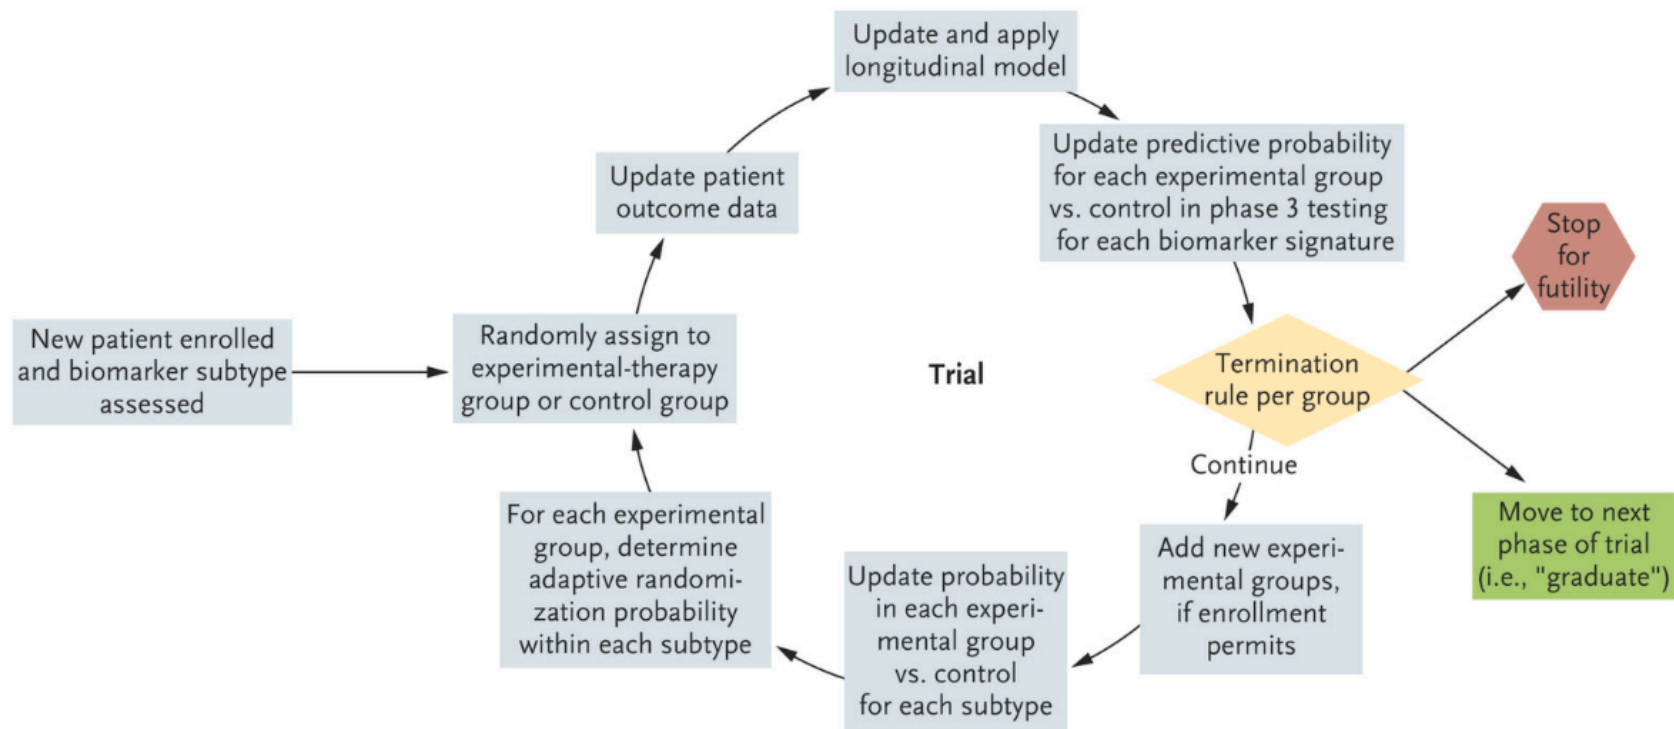 Update and apply
longitudinal model
Update predictive probability
for each experimental group
vs. control in phase 3 testing
for each biomarker signature
Update patient
outcome data
Stop
for
futility
New patient enrolled
and biomarker subtype
assessed
Randomly assign to
experimental-therapy
group or control group
Trial
Termination
rule per group
Continue
For each experimental
group, determine
adaptive randomi-
zation probability
within each subtype
Update probability
in each experi-
mental group
vs. control
for each subtype
Add new experi-
mental groups,
if enrollment
permits
Move to next
phase of trial
(i.e., "graduate")